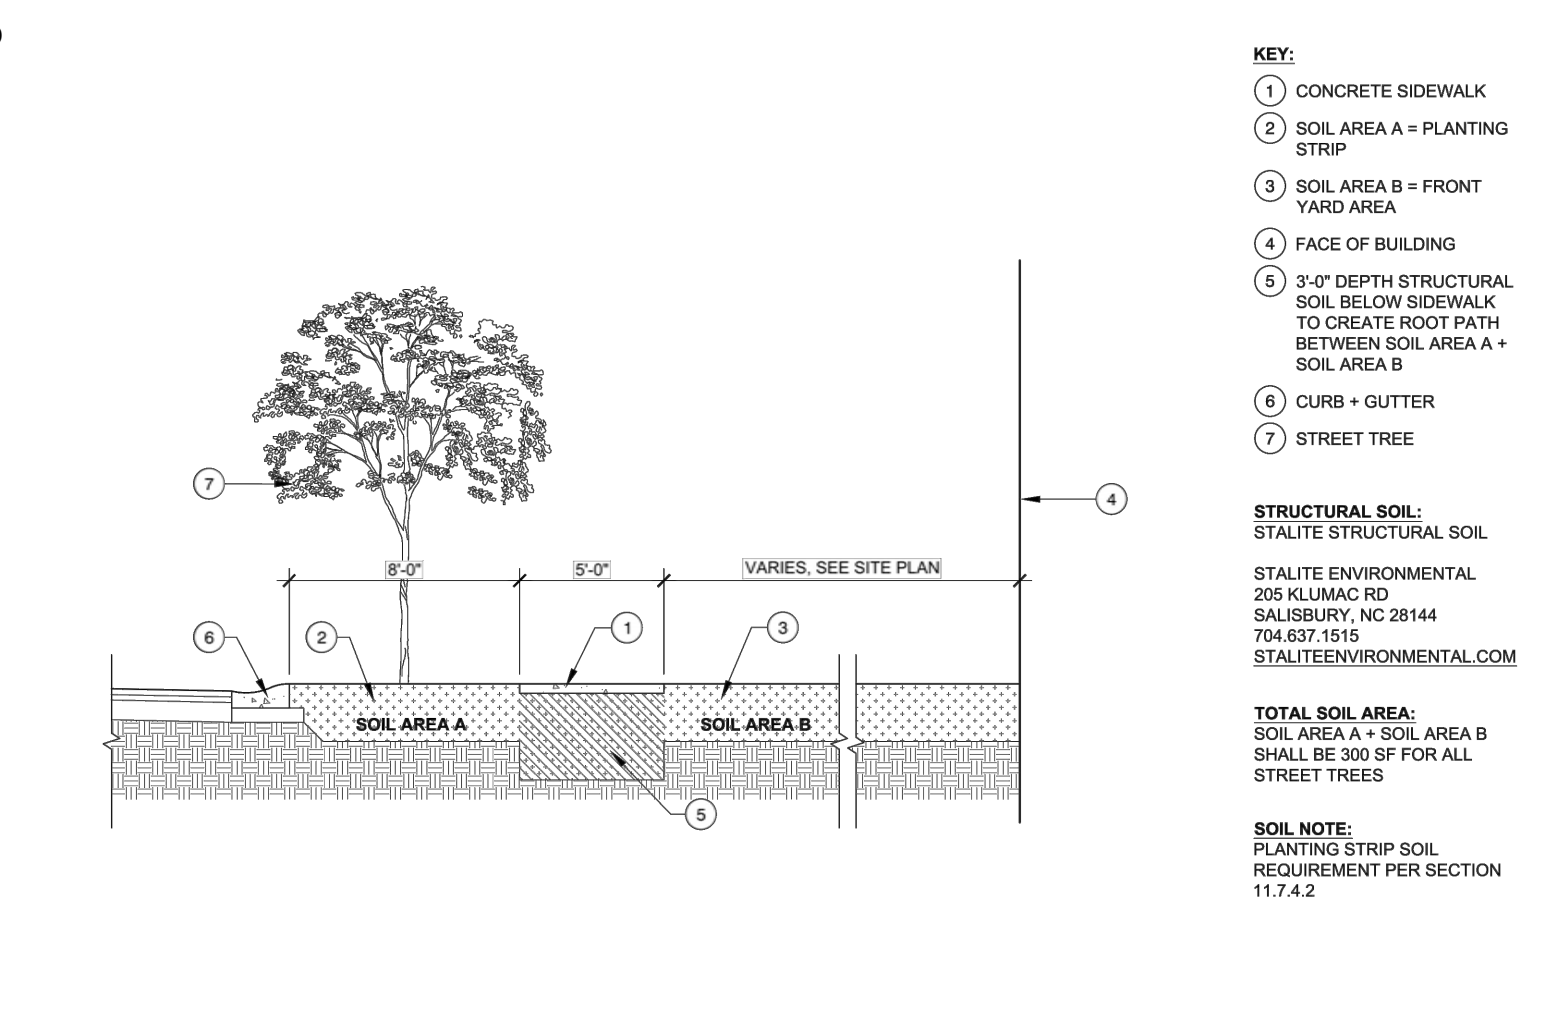 KEY:
1 CONCRETE SIDEWALK
2 SOIL AREA A = PLANTING
STRIP
3 SOIL AREA B = FRONT
YARD AREA
4 FACE OF BUILDING
5 3'-0" DEPTH STRUCTURAL
SOIL BELOW SIDEWALK
TO CREATE ROOT PATH
BETWEEN SOIL AREA A +
SOIL AREA B
6 CURB + GUTTER
7 STREET TREE
STRUCTURAL SOIL:
STALITE STRUCTURAL SOIL
STALITE ENVIRONMENTAL
205 KLUMAC RD
SALISBURY, NC 28144
704.637.1515
STALITEENVIRONMENTAL.COM
TOTAL SOIL AREA:
SOIL AREA A + SOIL AREA B
SHALL BE 300 SF FOR ALL
STREET TREES
SOIL NOTE:
PLANTING STRIP SOIL
REQUIREMENT PER SECTION
11.7.4.2
7
4
8'-0" 5'-0" VARIES, SEE SITE PLAN
6 2 1 3
SOIL AREA A SOIL AREA B
5